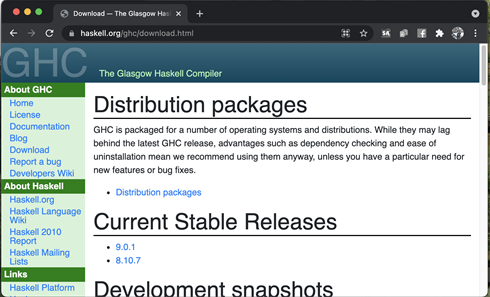 Download — The Glasgow Has
haskell.org/ghc/download.html
GHC
The Glasgow Haskell Compiler
About GHC
Home
License
Documentation
Blog
Download
Report a bug
Developers Wiki
About Haskell
Haskell.org
Haskell Language
Wiki
Haskell 2010
Report
Haskell Mailing
Lists
Links
Haskell Platform
Distribution packages
GHC is packaged for a number of operating systems and distributions. While they may lag
behind the latest GHC release, advantages such as dependency checking and ease of
uninstallation mean we recommend using them anyway, unless you have a particular need for
new features or bug fixes.
Distribution packages
Current Stable Releases
9.0.1
8.10.7
Development snapshots